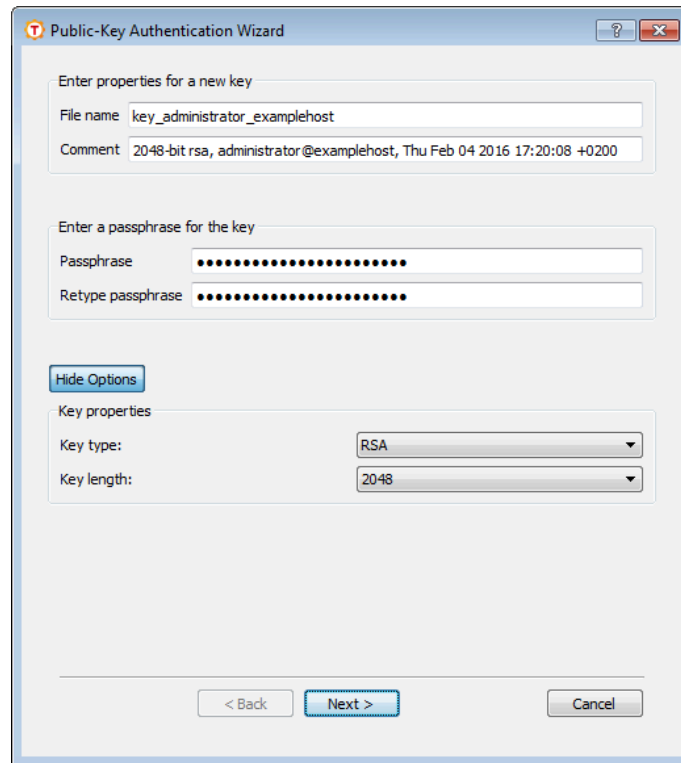 Public-Key Authentication Wizard
Enter properties for a new key
File name key_administrator_examplehost
Comment 2048-bit rsa, administrator@examplehost, Thu Feb 04 2016 17:20:08 +0200
Enter a passphrase for the key
Passphrase ●●●●●●●●●●●●●●●●●●●●●●●
Retype passphrase ●●●●●●●●●●●●●●●●●●●●●●●
Hide Options
Key properties
Key type: RSA
Key length: 2048
< Back Next > Cancel